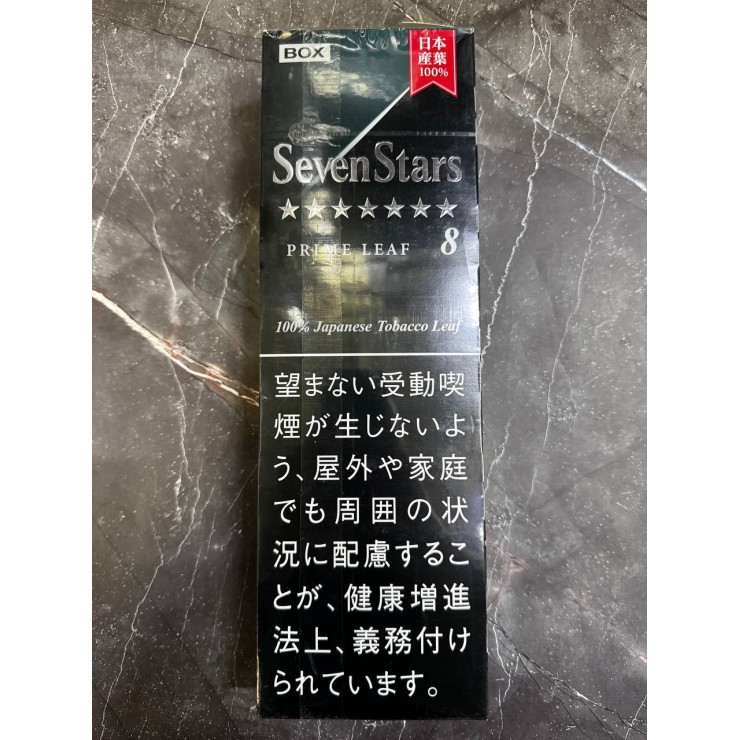 BOX
日本
産葉
100%
SevenStars
PRIME LEAF 8
100% Japanese Tobacco Leaf
望まない受動喫
煙が生じないよ
う、屋外や家庭
でも周囲の状
況に配慮するこ
とが、健康増進
法上、義務付け
られています。